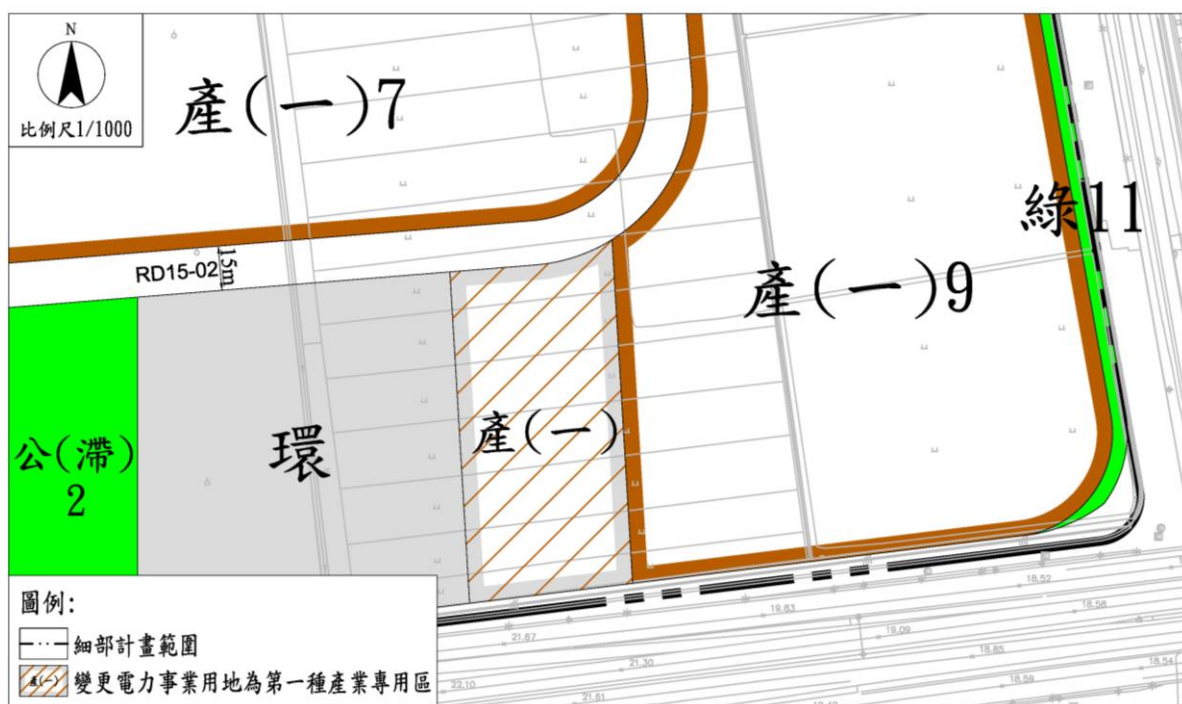 N
比例尺1/1000
產(一)7
綠11
15m
RD15-02
產(一)9
產(一)
環
公(滯)
2
圖例:
細部計畫範圍
產(一)
變更電力事業用地為第一種產業專用區
18.52
19.83
18.58
19.09
21.67
18.85
18.54
21.30
22.10
18.59
21.61